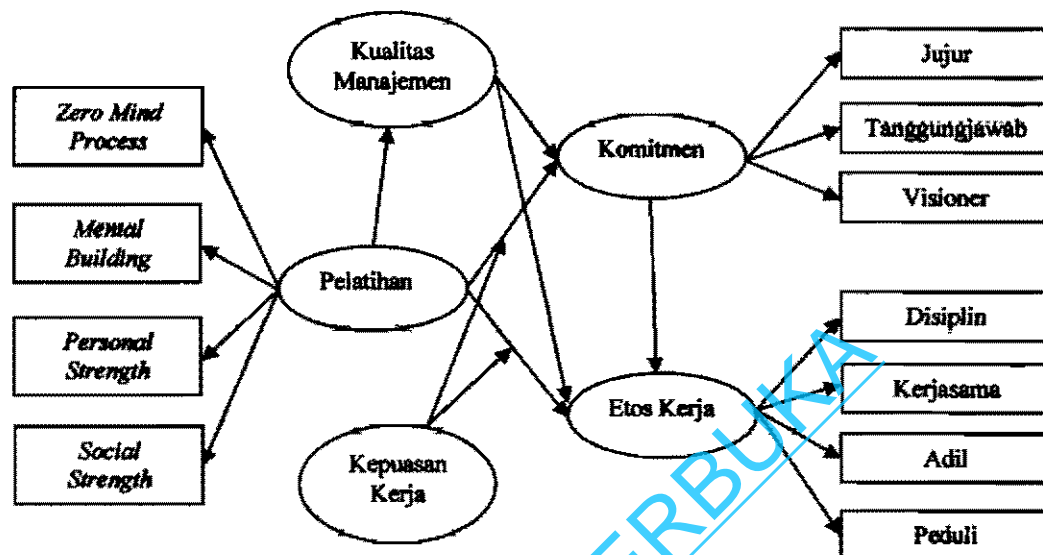 Kualitas
Manajemen
Jujur
Zero Mind
Process
Komitmen
Tanggungjawab
Visioner
Mental
Building
Pelatihan
Disiplin
Personal
Strength
Etos Kerja
Kerjasama
Social
Strength
Kepuasan
Kerja
Adil
Peduli
ERBUKA